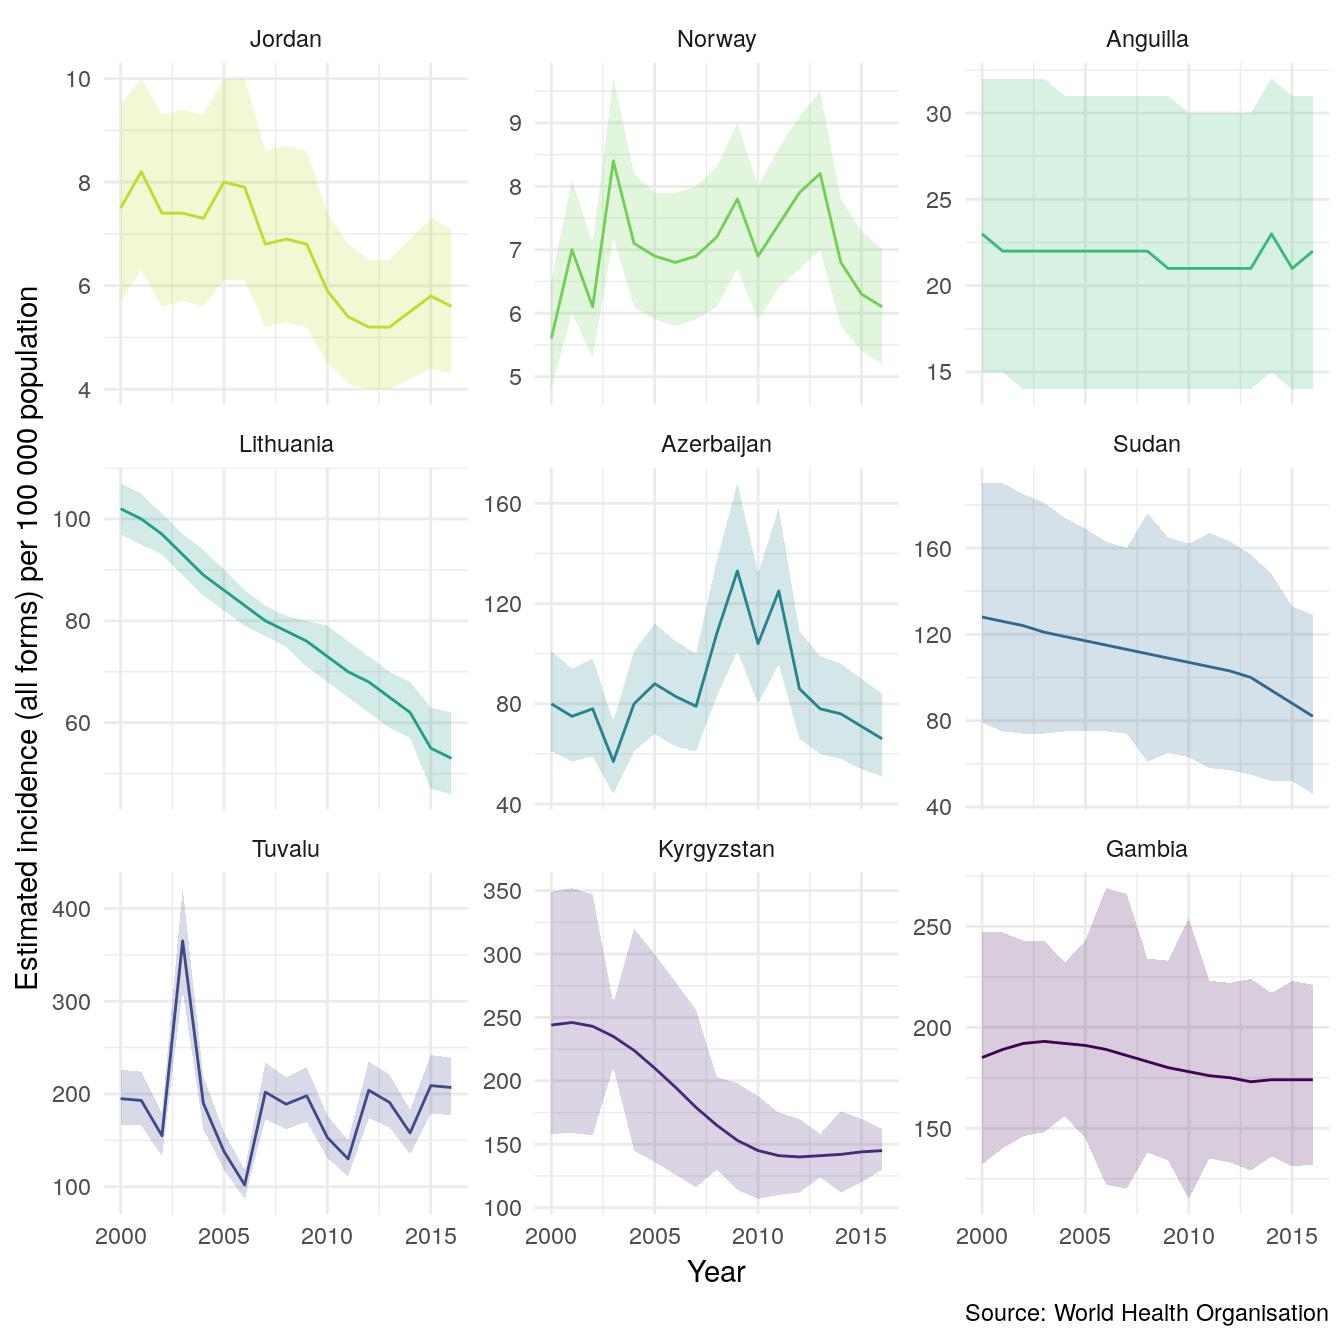 Jordan
Norway
Anguilla
10
8
6
4
9
8
7
6
5
30
25
20
15
Estimated incidence (all forms) per 100 000 population
Lithuania
Azerbaijan
Sudan
100
80
60
160
120
80
40
160
120
80
40
Tuvalu
Kyrgyzstan
Gambia
400
300
200
100
350
300
250
200
150
100
250
200
150
2000 2005 2010 2015
2000 2005 2010 2015
2000 2005 2010 2015
Year
Source: World Health Organisation